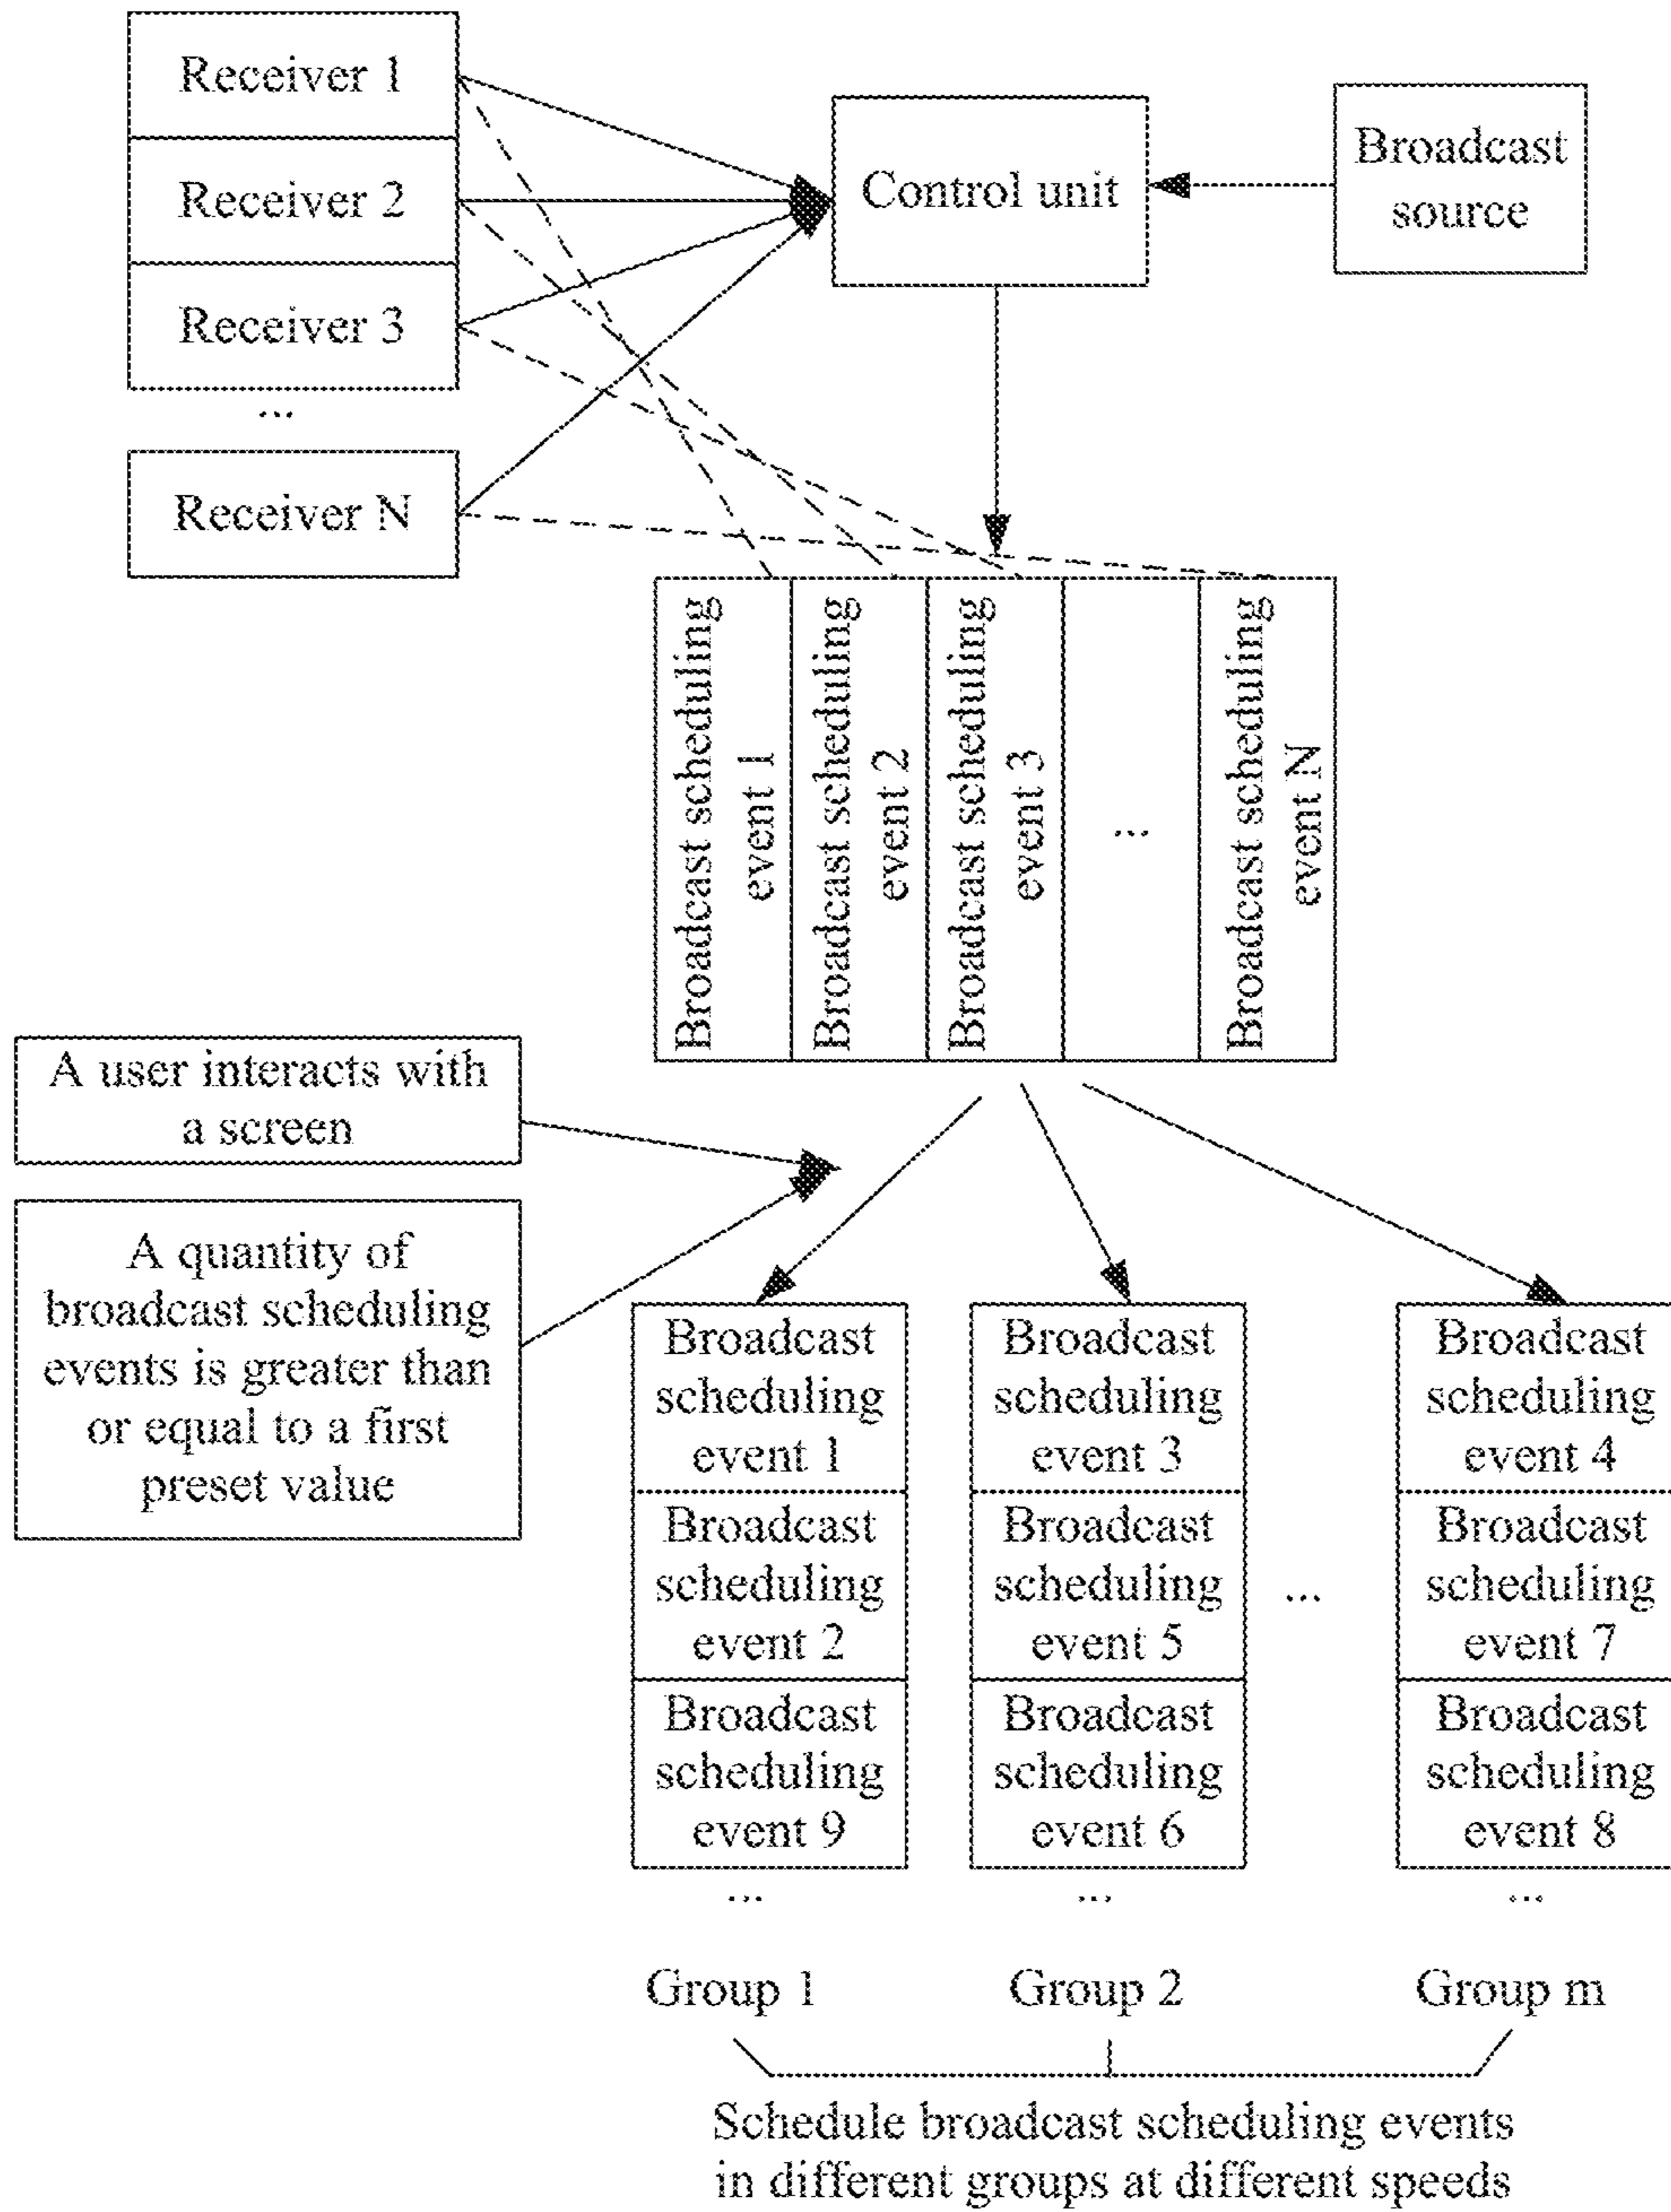 Receiver 1
Receiver 2
Receiver 3
...
Receiver N
Control unit
Broadcast
source
Broadcast scheduling
event 1
Broadcast scheduling
event 2
Broadcast scheduling
event 3
...
Broadcast scheduling
event N
A user interacts with
a screen
A quantity of
broadcast scheduling
events is greater than
or equal to a first
preset value
Broadcast
scheduling
event 1
Broadcast
scheduling
event 2
Broadcast
scheduling
event 9
...
Group 1
Broadcast
scheduling
event 3
Broadcast
scheduling
event 5
Broadcast
scheduling
event 6
...
Group 2
...
Broadcast
scheduling
event 4
Broadcast
scheduling
event 7
Broadcast
scheduling
event 8
...
Group m
Schedule broadcast scheduling events
in different groups at different speeds